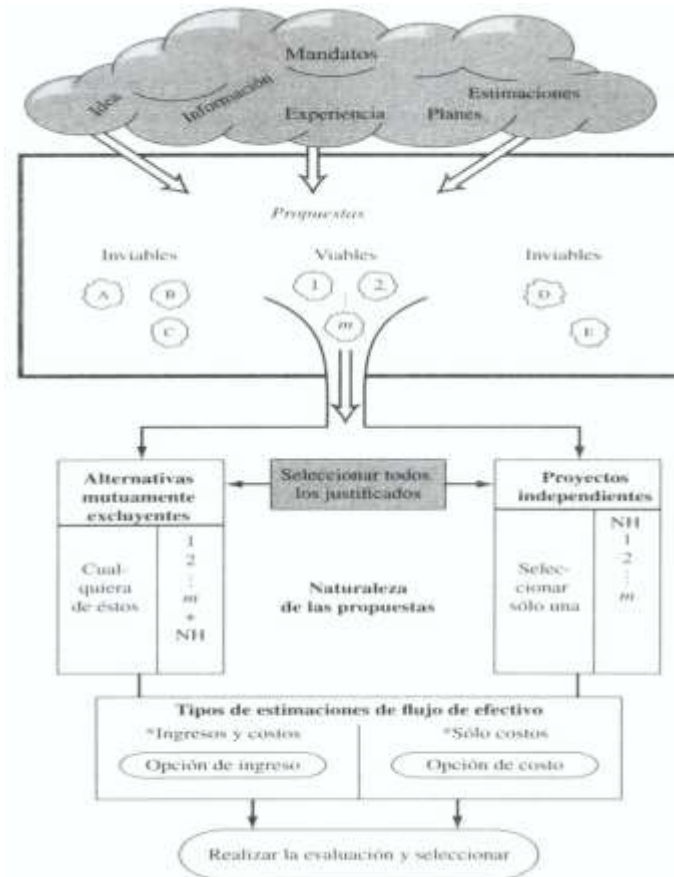 Mandatos
Idea
Información
Estimaciones
Experiencia
Planes
Propuestas
Inviables
Viables
Inviables
A
B
C
1
2
m
D
E
Alternativas
mutuamente
excluyentes
Seleccionar todos
los justificados
Proyectos
independientes
Cual-
quiera
de éstos
1
2
⋮
m
*
NH
Naturaleza
de las propuestas
Selec-
cionar
sólo una
NH
1
2
⋮
m
Tipos de estimaciones de flujo de efectivo
*Ingresos y costos
*Sólo costos
Opción de ingreso
Opción de costo
Realizar la evaluación y seleccionar